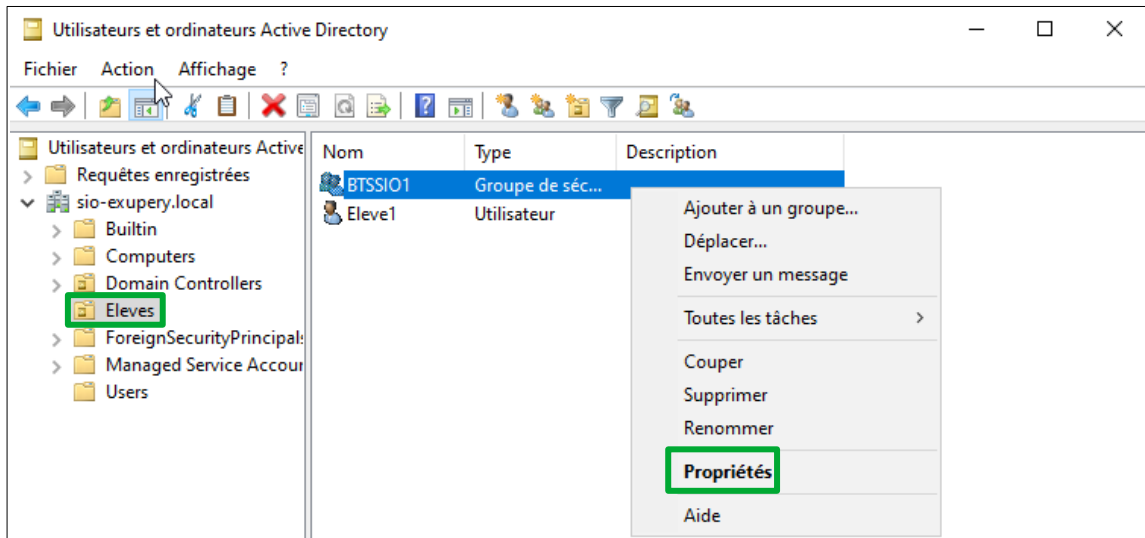 Utilisateurs et ordinateurs Active Directory
Fichier Action Affichage ?
Utilisateurs et ordinateurs Active
Requêtes enregistrées
sio-exupery.local
Builtin
Computers
Domain Controllers
Eleves
ForeignSecurityPrincipals
Managed Service Accour
Users
Nom Type Description
BTSSIO1 Groupe de séc...
Eleve1 Utilisateur
Ajouter à un groupe...
Déplacer...
Envoyer un message
Toutes les tâches
Couper
Supprimer
Renommer
Propriétés
Aide